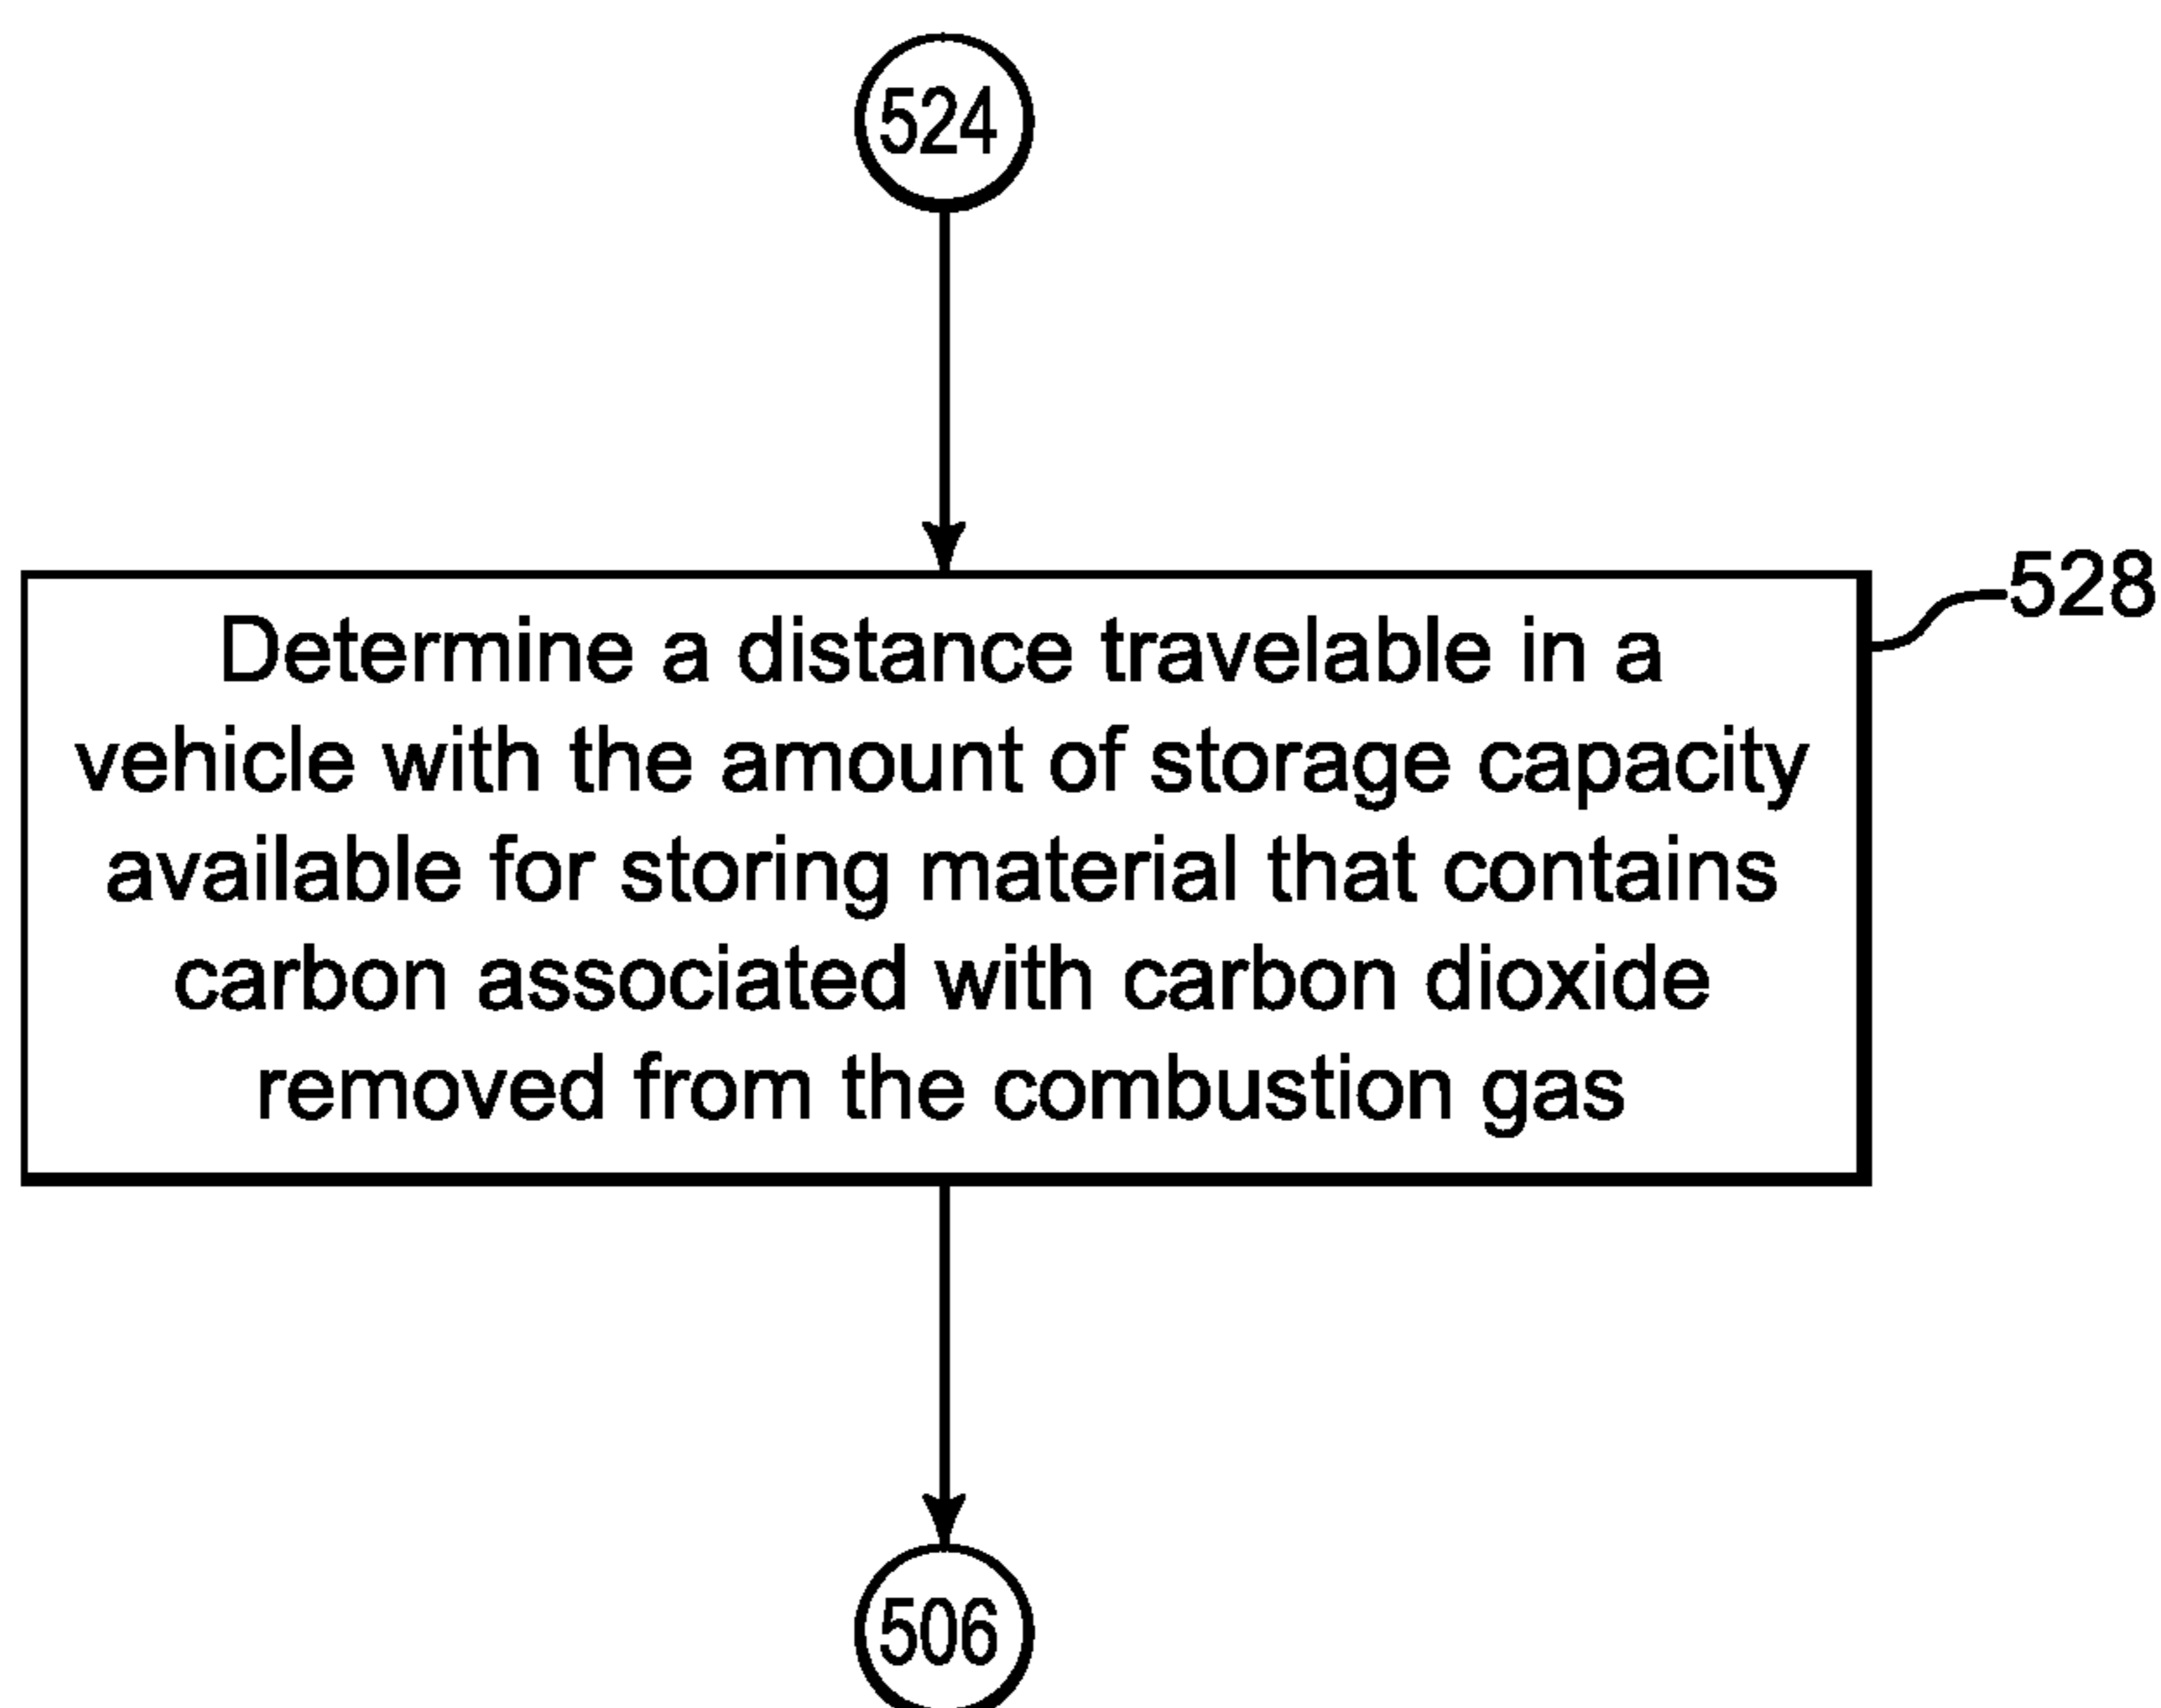 524
528
Determine a distance travelable in a
vehicle with the amount of storage capacity
available for storing material that contains
carbon associated with carbon dioxide
removed from the combustion gas
506